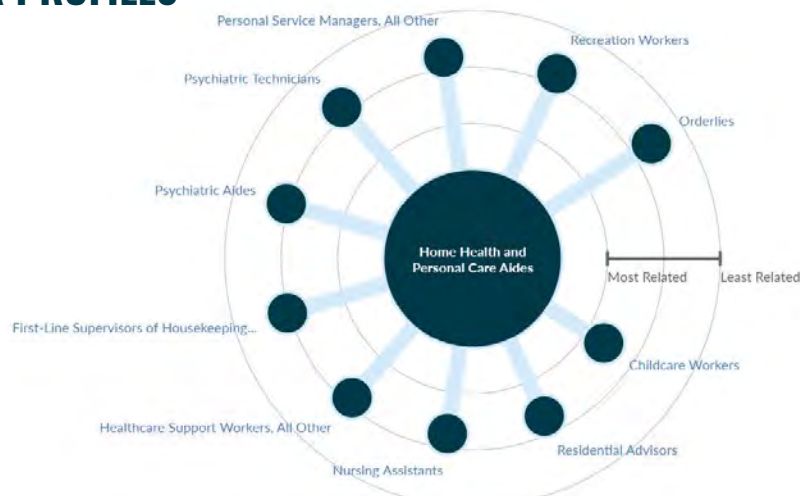 PROFILES
Personal Service Managers, All Other
Recreation Workers
Psychiatric Technicians
Orderlies
Psychiatric Aides
Home Health and
Personal Care Aides
Most Related
Least Related
First-Line Supervisors of Housekeeping...
Childcare Workers
Healthcare Support Workers, All Other
Residential Advisors
Nursing Assistants